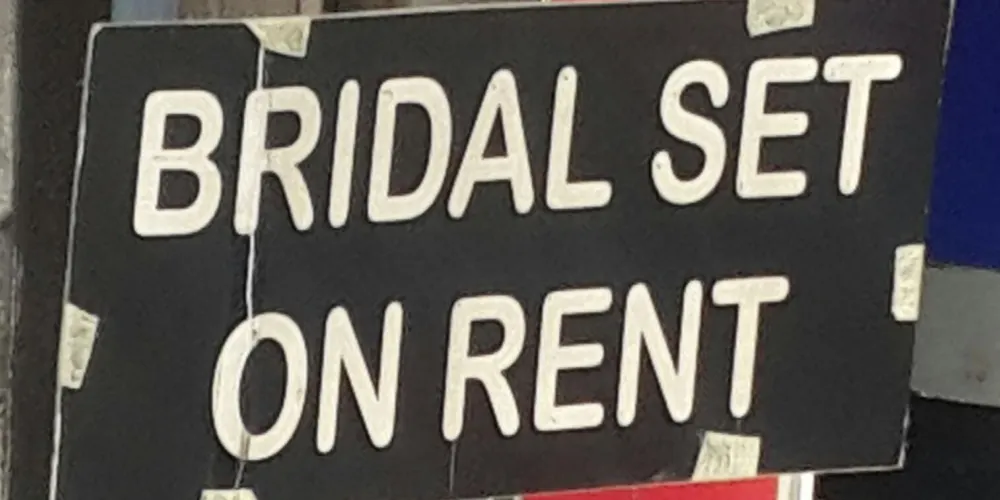 BRIDAL SET
ON RENT